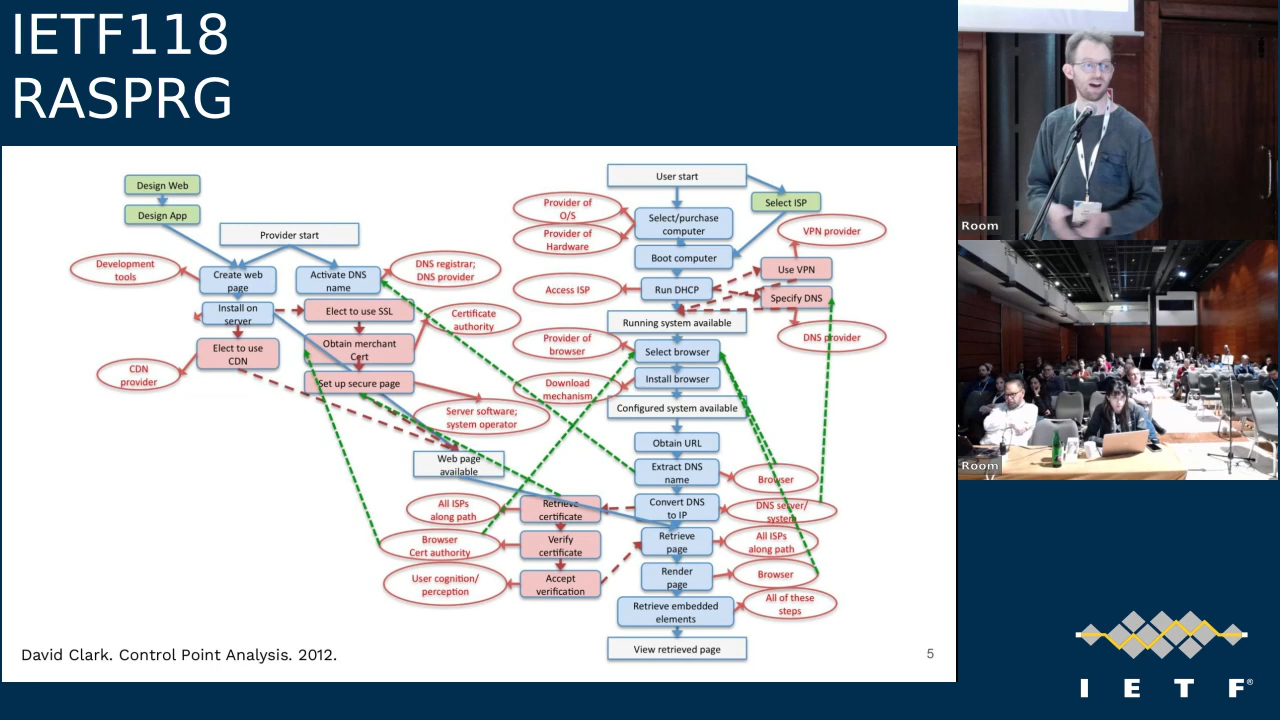 IETF118
RASPRG
Design Web
Design App
Provider start
Development
tools
Create web
page
Activate DNS
name
DNS registrar;
DNS provider
Install on
server
Elect to use SSL
Certificate
authority
Elect to use
CDN
Obtain merchant
Cert
CDN
provider
Set up secure page
Server software;
system operator
Web page
available
User start
Select ISP
Provider of
O/S
Provider of
Hardware
Select/purchase
computer
VPN provider
Boot computer
Use VPN
Access ISP
Run DHCP
Specify DNS
Running system available
DNS provider
Provider of
browser
Select browser
Install browser
Download
mechanism
Configured system available
Obtain URL
Extract DNS
name
Browser
All ISPs
along path
Retrieve
certificate
Convert DNS
to IP
DNS server/
system
Browser
Cert authority
Verify
certificate
Retrieve
page
All ISPs
along path
User cognition/
perception
Accept
verification
Render
page
Browser
Retrieve embedded
elements
All of these
steps
View retrieved page
David Clark. Control Point Analysis. 2012.
5
Room
Room
I E T F®